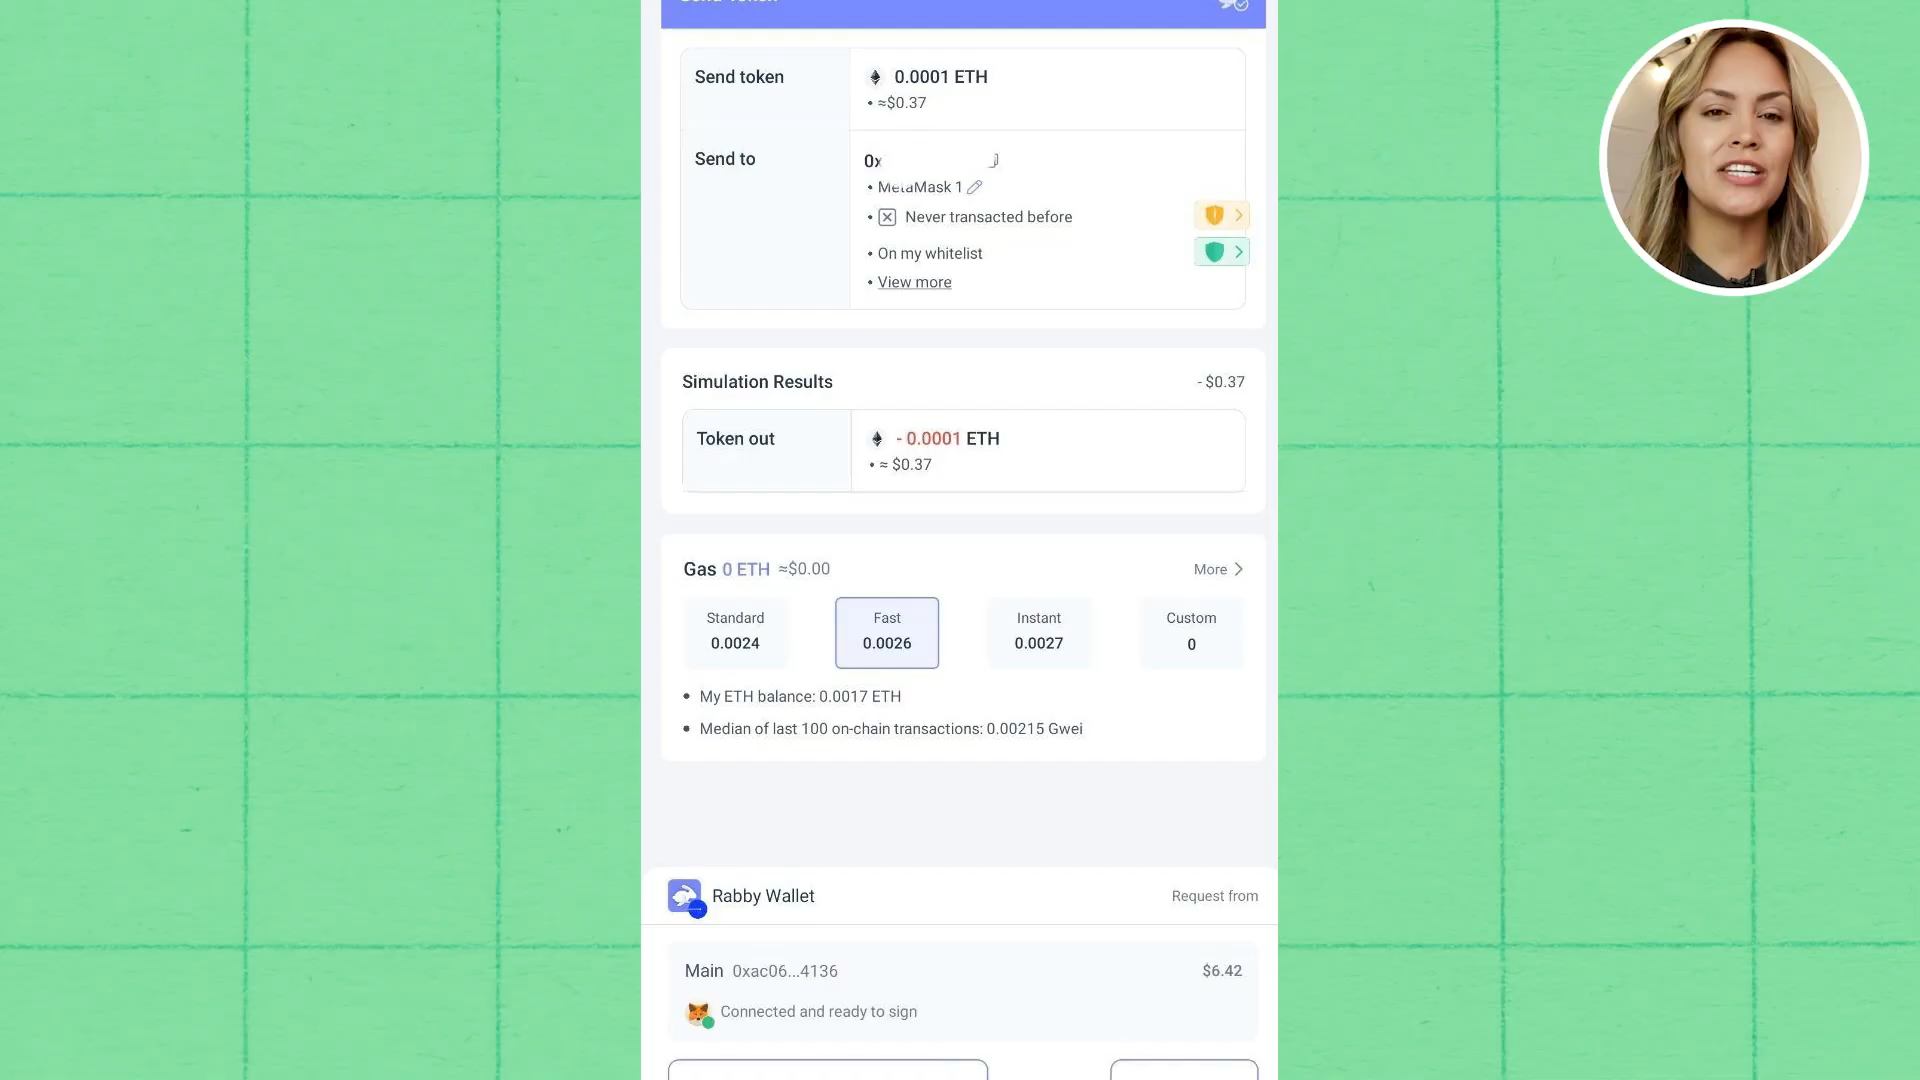 Send Token
Send token
0.0001 ETH
• ≈$0.37
Send to
0x
• MetaMask 1
• Never transacted before
• On my whitelist
• View more
Simulation Results
- $0.37
Token out
- 0.0001 ETH
• ≈ $0.37
Gas 0 ETH ≈$0.00
More
Standard
0.0024
Fast
0.0026
Instant
0.0027
Custom
0
• My ETH balance: 0.0017 ETH
• Median of last 100 on-chain transactions: 0.00215 Gwei
Rabby Wallet
Request from
Main 0xac06...4136
$6.42
Connected and ready to sign